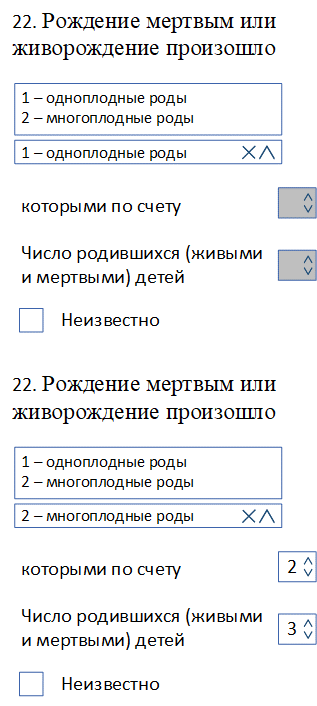 22. Рождение мертвым или
живорождение произошло
1 – одноплодные роды
2 – многоплодные роды
1 – одноплодные роды
которыми по счету
Число родившихся (живыми
и мертвыми) детей
Неизвестно
22. Рождение мертвым или
живорождение произошло
1 – одноплодные роды
2 – многоплодные роды
2 – многоплодные роды
которыми по счету 2
Число родившихся (живыми
и мертвыми) детей 3
Неизвестно